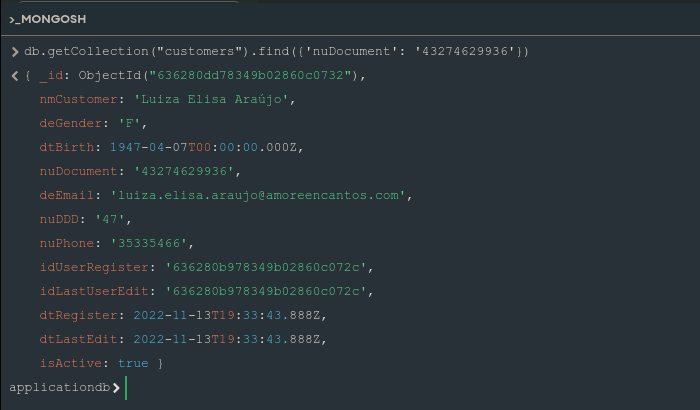 >_MONGOSH
> db.getCollection("customers").find({'nuDocument': '43274629936'})
< { _id: ObjectId("636280dd78349b02860c0732"),
nmCustomer: 'Luiza Elisa Araújo',
deGender: 'F',
dtBirth: 1947-04-07T00:00:00.000Z,
nuDocument: '43274629936',
deEmail: 'luiza.elisa.araujo@amoreencantos.com',
nuDDD: '47',
nuPhone: '35335466',
idUserRegister: '636280b978349b02860c072c',
idLastUserEdit: '636280b978349b02860c072c',
dtRegister: 2022-11-13T19:33:43.888Z,
dtLastEdit: 2022-11-13T19:33:43.888Z,
isActive: true }
applicationdb>